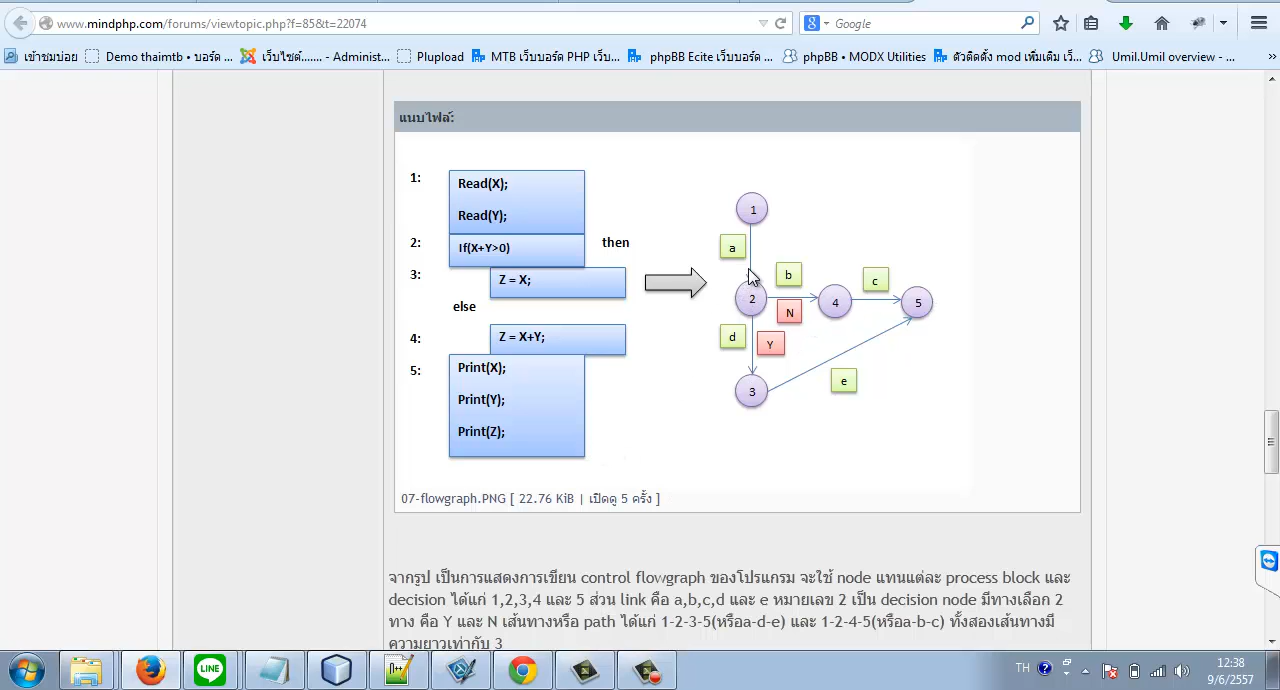 www.mindphp.com/forums/viewtopic.php?f=85&t=22074
Google
เข้าชมบ่อย Demo thaimtb • บอร์ด ... เว็บไซต์....... - Administ... Plupload MTB เว็บบอร์ด PHP เว็บ... phpBB Ecite เว็บบอร์ด ... phpBB • MODX Utilities ตัวติดตั้ง mod เพิ่มเติม เว็... Umil.Umil overview - ... »
แนบไฟล์:
1:
Read(X);
Read(Y);
2:
If(X+Y>0)
then
3:
Z = X;
else
4:
Z = X+Y;
5:
Print(X);
Print(Y);
Print(Z);
1
a
b
c
2
4
5
N
d
Y
3
e
07-flowgraph.PNG [ 22.76 KiB | เปิดดู 5 ครั้ง ]
จากรูป เป็นการแสดงการเขียน control flowgraph ของโปรแกรม จะใช้ node แทนแต่ละ process block และ
decision ได้แก่ 1,2,3,4 และ 5 ส่วน link คือ a,b,c,d และ e หมายเลข 2 เป็น decision node มีทางเลือก 2
ทาง คือ Y และ N เส้นทางหรือ path ได้แก่ 1-2-3-5(หรือa-d-e) และ 1-2-4-5(หรือa-b-c) ทั้งสองเส้นทางมี
ความยาวเท่ากับ 3
LINE
TH
12:38
9/6/2557